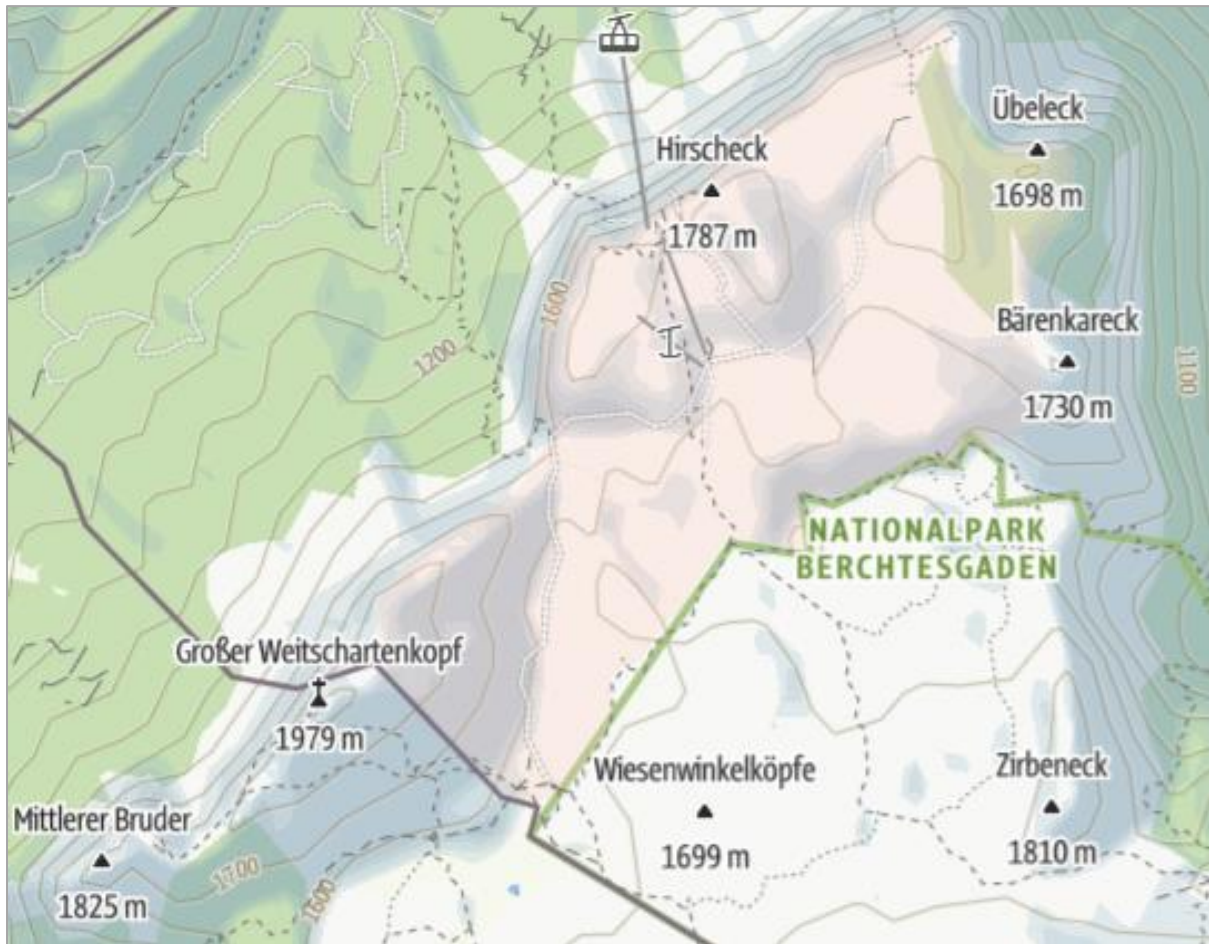 Übeleck
1698 m
Hirscheck
1787 m
1600
1200
Bärenkareck
1730 m
1100
NATIONALPARK
BERCHTESGADEN
Großer Weitschartenkopf
1979 m
Wiesenwinkelköpfe
1699 m
Zirbeneck
1810 m
Mittlerer Bruder
1825 m
1700
1600